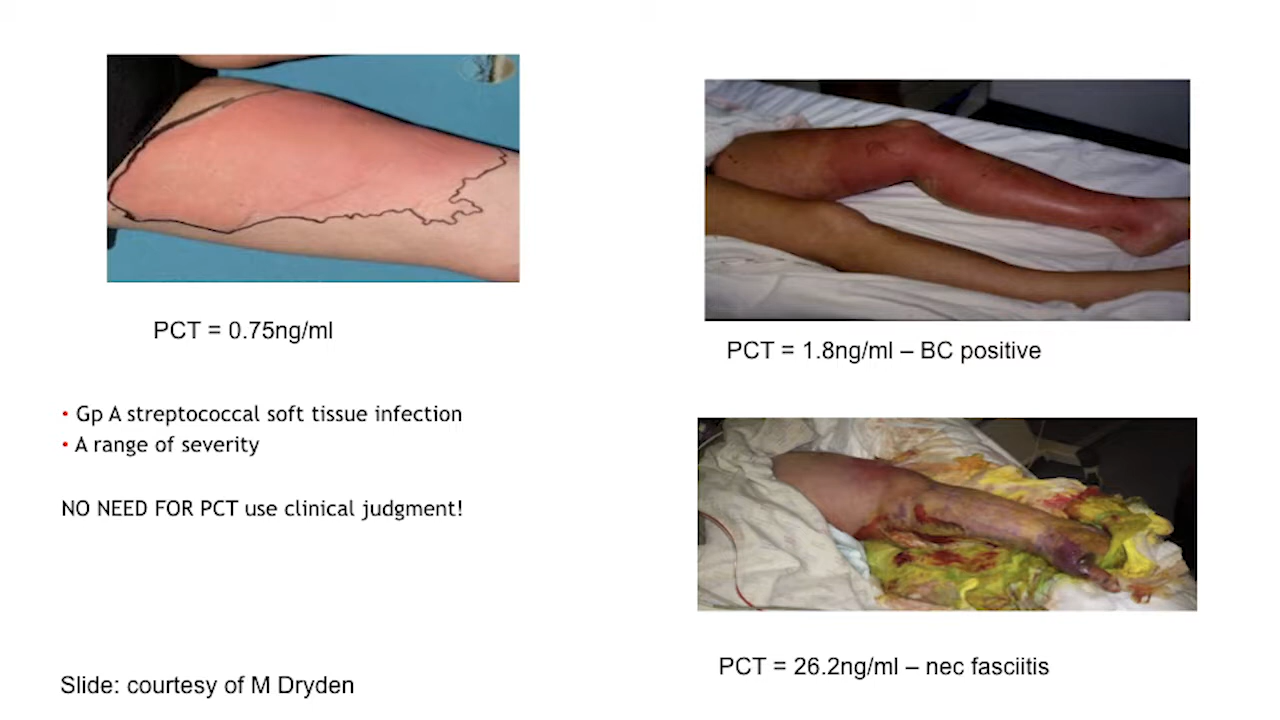 PCT = 0.75ng/ml
• Gp A streptococcal soft tissue infection
• A range of severity
NO NEED FOR PCT use clinical judgment!
Slide: courtesy of M Dryden
PCT = 1.8ng/ml – BC positive
PCT = 26.2ng/ml – nec fasciitis